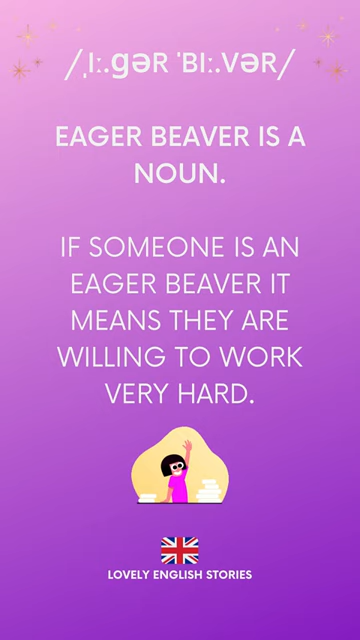 /ˌɪː.gər ˈBɪː.vər/
EAGER BEAVER IS A
NOUN.
IF SOMEONE IS AN
EAGER BEAVER IT
MEANS THEY ARE
WILLING TO WORK
VERY HARD.
LOVELY ENGLISH STORIES